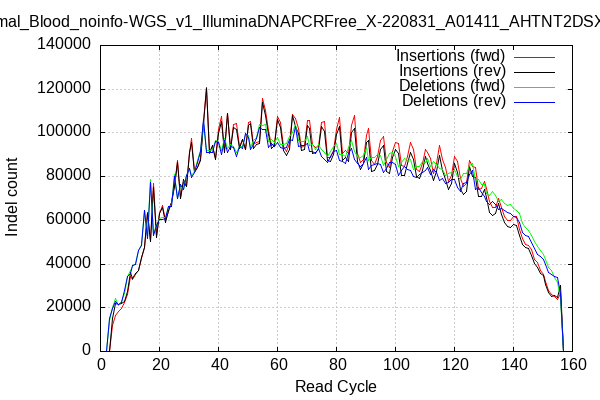 mal_Blood_noinfo-WGS_v1_IlluminaDNAPCRFree_X-220831_A01411_AHTNT2DSX
Insertions (fwd)
Insertions (rev)
Deletions (fwd)
Deletions (rev)
140000
120000
100000
80000
60000
40000
20000
0
Indel count
0 20 40 60 80 100 120 140 160
Read Cycle